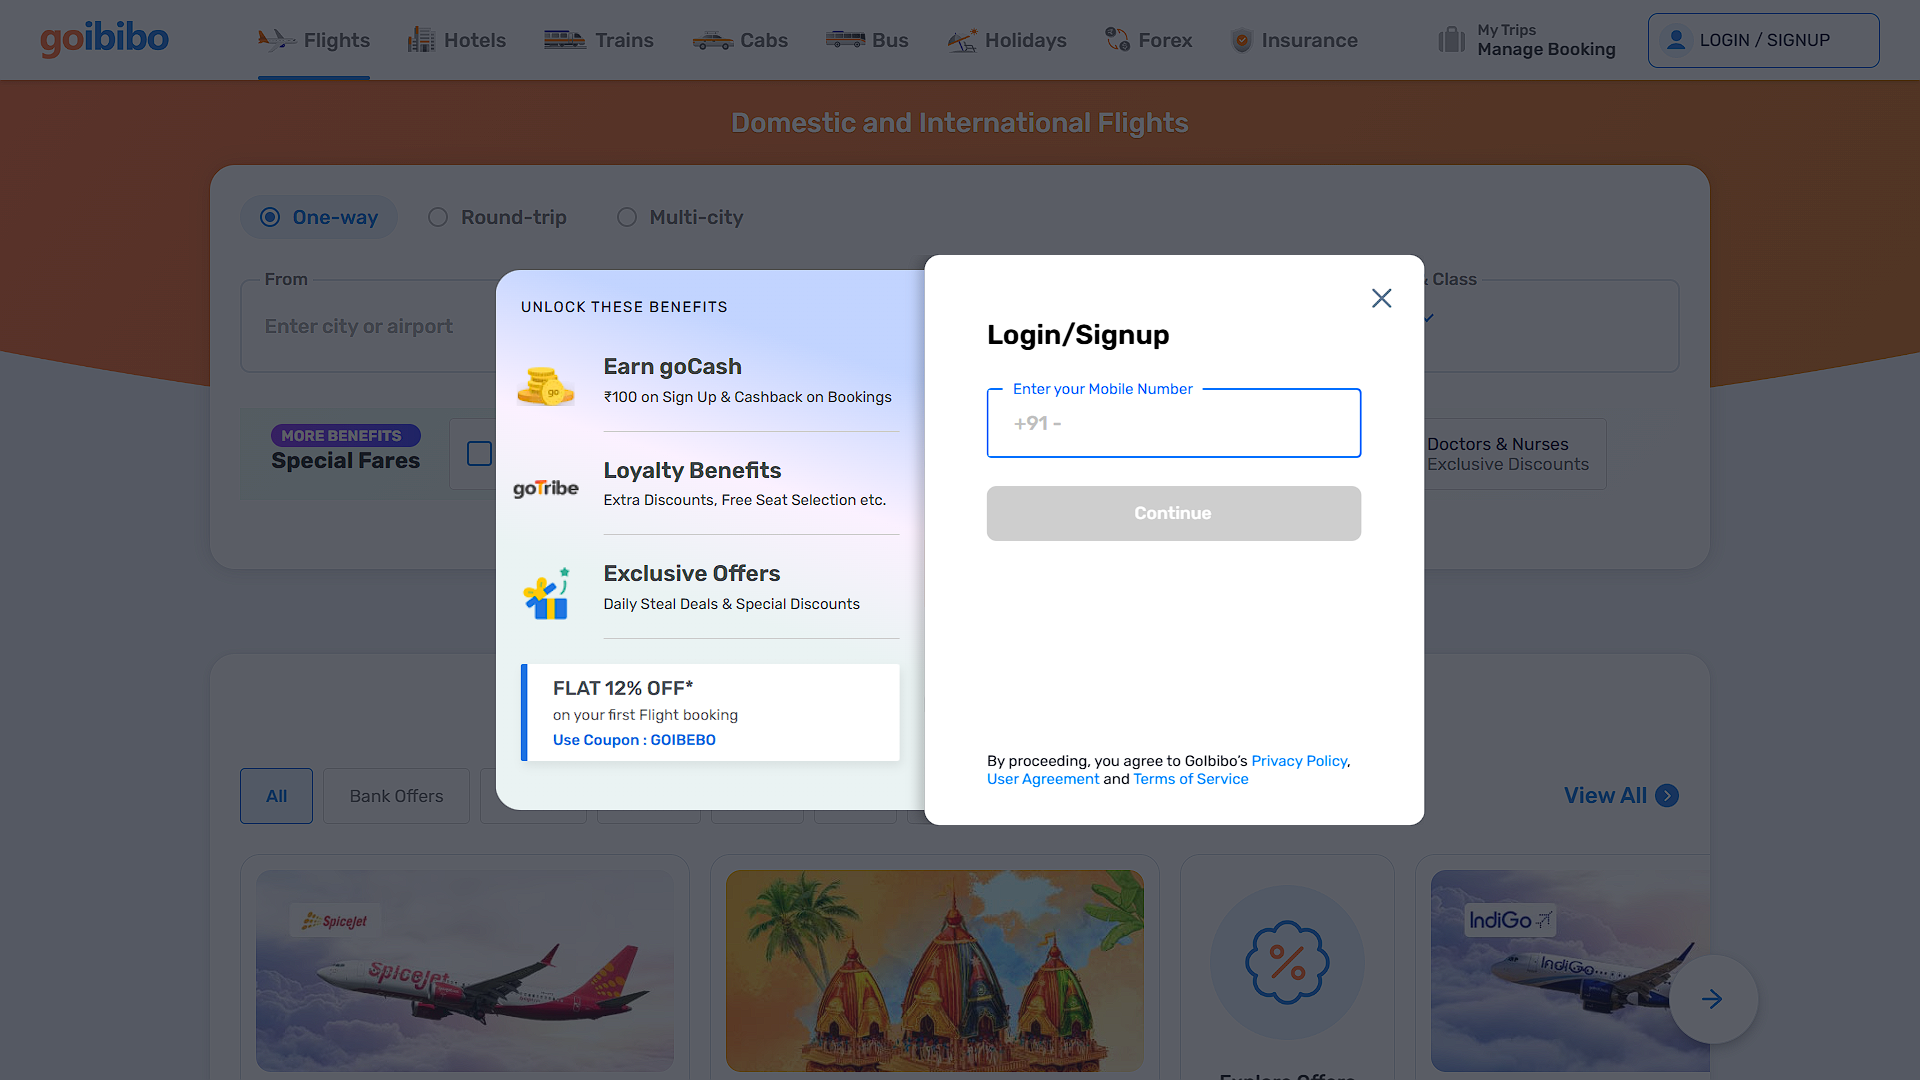 goibibo
Flights
Hotels
Trains
Cabs
Bus
Holidays
Forex
Insurance
My Trips
Manage Booking
LOGIN / SIGNUP
Domestic and International Flights
One-way
Round-trip
Multi-city
From
Enter city or airport
& Class
MORE BENEFITS
Special Fares
Doctors & Nurses
Exclusive Discounts
UNLOCK THESE BENEFITS
go
Earn goCash
₹100 on Sign Up & Cashback on Bookings
goTribe
Loyalty Benefits
Extra Discounts, Free Seat Selection etc.
Exclusive Offers
Daily Steal Deals & Special Discounts
FLAT 12% OFF*
on your first Flight booking
Use Coupon : GOIBEBO
Login/Signup
Enter your Mobile Number
+91 -
Continue
By proceeding, you agree to GoIbibo’s Privacy Policy,
User Agreement and Terms of Service
All
Bank Offers
View All
SpiceJet
SpiceJet
%
IndiGo
IndiGo
Explore Offers